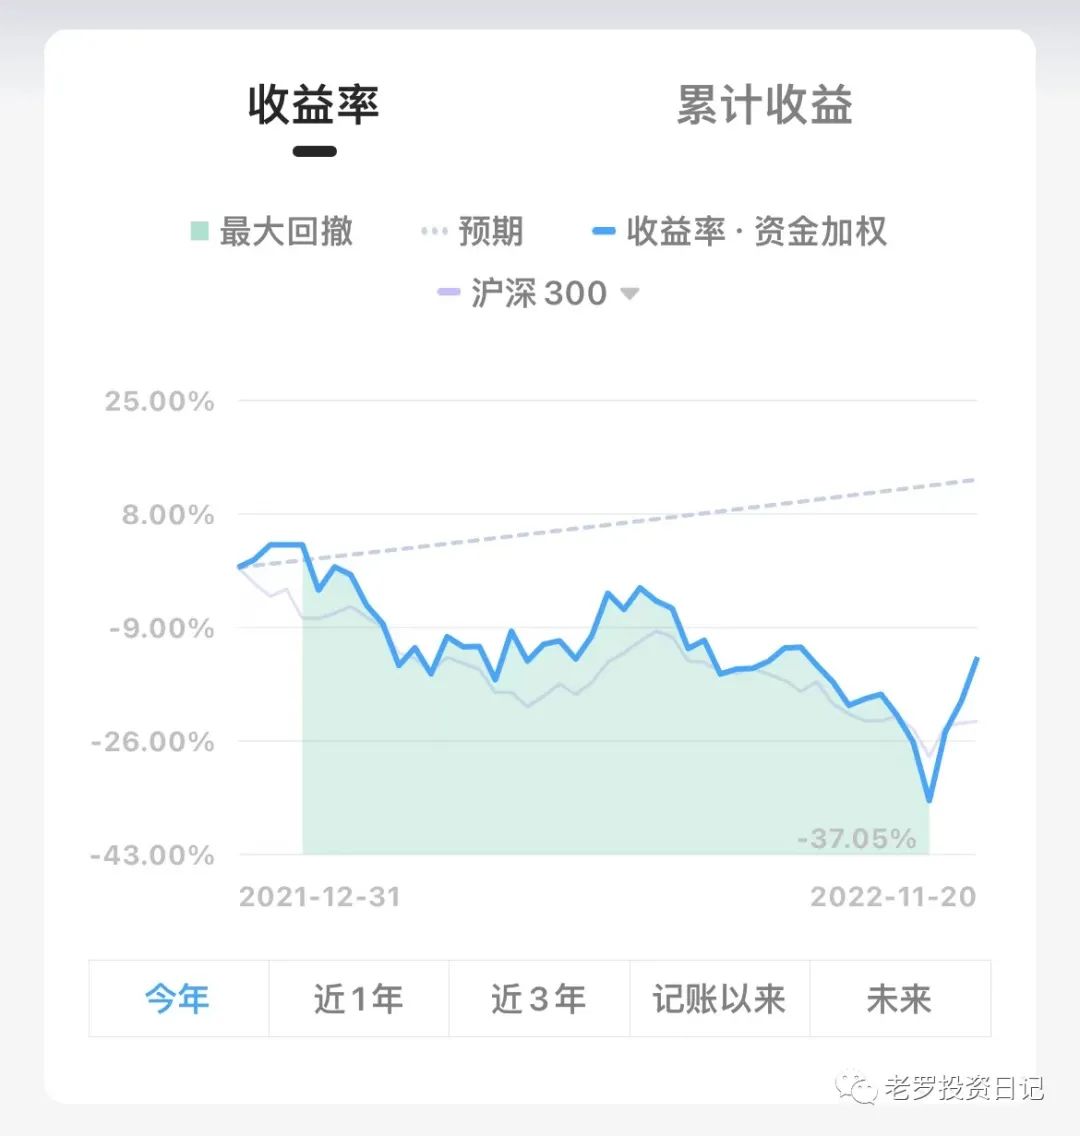 收益率 累计收益
最大回撤 预期 收益率·资金加权
沪深300
25.00%
8.00%
-9.00%
-26.00%
-43.00%
-37.05%
2021-12-31 2022-11-20
今年 近1年 近3年 记账以来 未来
老罗投资日记